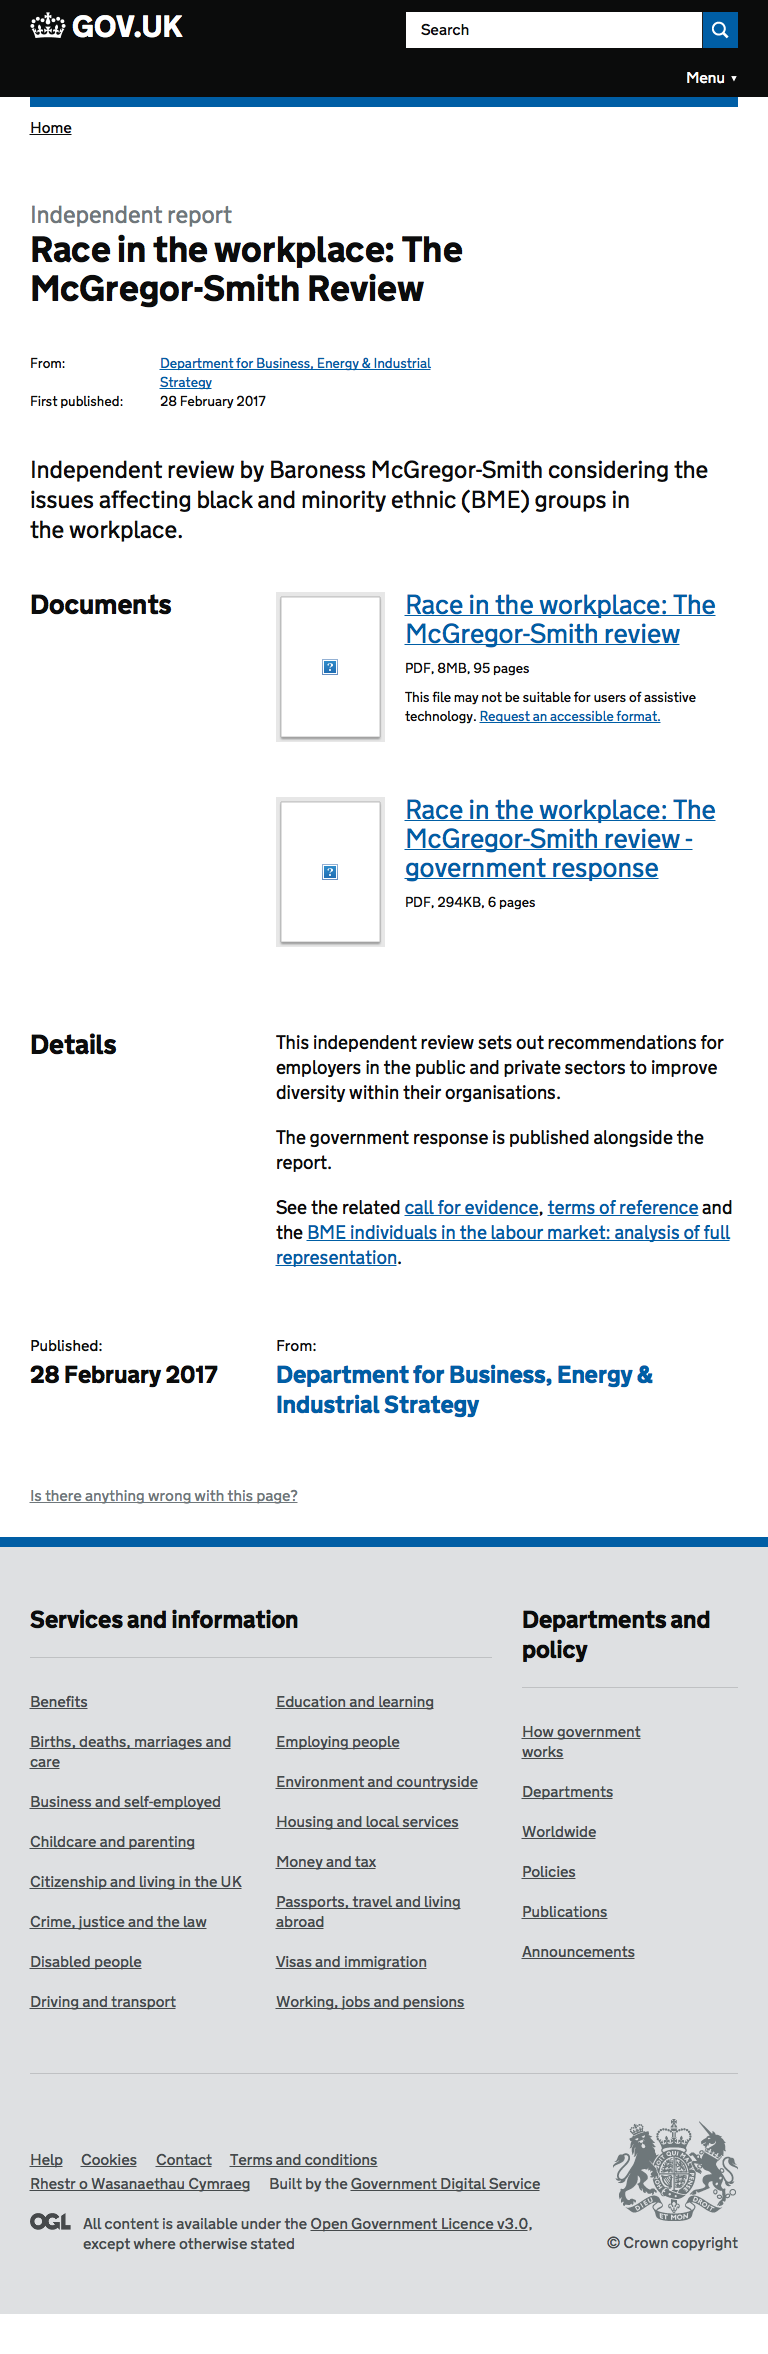 GOV.UK
Search
Menu ▼
Home
Independent report
Race in the workplace: The
McGregor-Smith Review
From:
Department for Business, Energy & Industrial
Strategy
First published:
28 February 2017
Independent review by Baroness McGregor-Smith considering the
issues affecting black and minority ethnic (BME) groups in
the workplace.
Documents
Race in the workplace: The
McGregor-Smith review
PDF, 8MB, 95 pages
This file may not be suitable for users of assistive
technology. Request an accessible format.
Race in the workplace: The
McGregor-Smith review -
government response
PDF, 294KB, 6 pages
Details
This independent review sets out recommendations for
employers in the public and private sectors to improve
diversity within their organisations.
The government response is published alongside the
report.
See the related call for evidence, terms of reference and
the BME individuals in the labour market: analysis of full
representation.
Published:
28 February 2017
From:
Department for Business, Energy &
Industrial Strategy
Is there anything wrong with this page?
Services and information
Benefits
Births, deaths, marriages and
care
Business and self-employed
Childcare and parenting
Citizenship and living in the UK
Crime, justice and the law
Disabled people
Driving and transport
Education and learning
Employing people
Environment and countryside
Housing and local services
Money and tax
Passports, travel and living
abroad
Visas and immigration
Working, jobs and pensions
Departments and
policy
How government
works
Departments
Worldwide
Policies
Publications
Announcements
Help Cookies Contact Terms and conditions
Rhestr o Wasanaethau Cymraeg Built by the Government Digital Service
OGL
All content is available under the Open Government Licence v3.0,
except where otherwise stated
DIEU ET MON DROIT
© Crown copyright